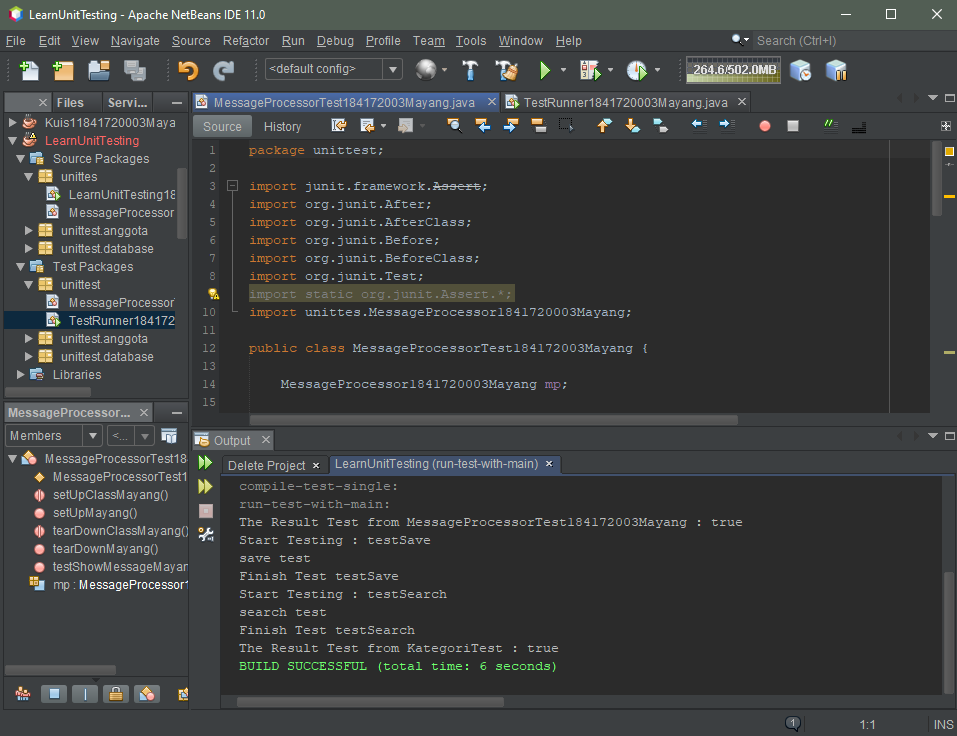 LearnUnitTesting - Apache NetBeans IDE 11.0
File Edit View Navigate Source Refactor Run Debug Profile Team Tools Window Help
Search (Ctrl+I)
<default config>
264.6/502.0MB
Files
Servi...
Kuis11841720003Maya
LearnUnitTesting
Source Packages
unittes
LearnUnitTesting18
MessageProcessor
unittest.anggota
unittest.database
Test Packages
unittest
MessageProcessor
TestRunner184172
unittest.anggota
unittest.database
Libraries
MessageProcessorTest184172003Mayang.java
TestRunner1841720003Mayang.java
Source
History
1 package unittest;
2
3 import junit.framework.Assert;
4 import org.junit.After;
5 import org.junit.AfterClass;
6 import org.junit.Before;
7 import org.junit.BeforeClass;
8 import org.junit.Test;
import static org.junit.Assert.*;
10 import unittes.MessageProcessor1841720003Mayang;
11
12 public class MessageProcessorTest184172003Mayang {
13
14 MessageProcessor1841720003Mayang mp;
15
MessageProcessor...
Members
<...
MessageProcessorTest18
MessageProcessorTest1
setUpClassMayang()
setUpMayang()
tearDownClassMayang()
tearDownMayang()
testShowMessageMayan
mp : MessageProcessor1
Output
Delete Project
LearnUnitTesting (run-test-with-main)
compile-test-single:
run-test-with-main:
The Result Test from MessageProcessorTest184172003Mayang : true
Start Testing : testSave
save test
Finish Test testSave
Start Testing : testSearch
search test
Finish Test testSearch
The Result Test from KategoriTest : true
BUILD SUCCESSFUL (total time: 6 seconds)
1
1:1
INS